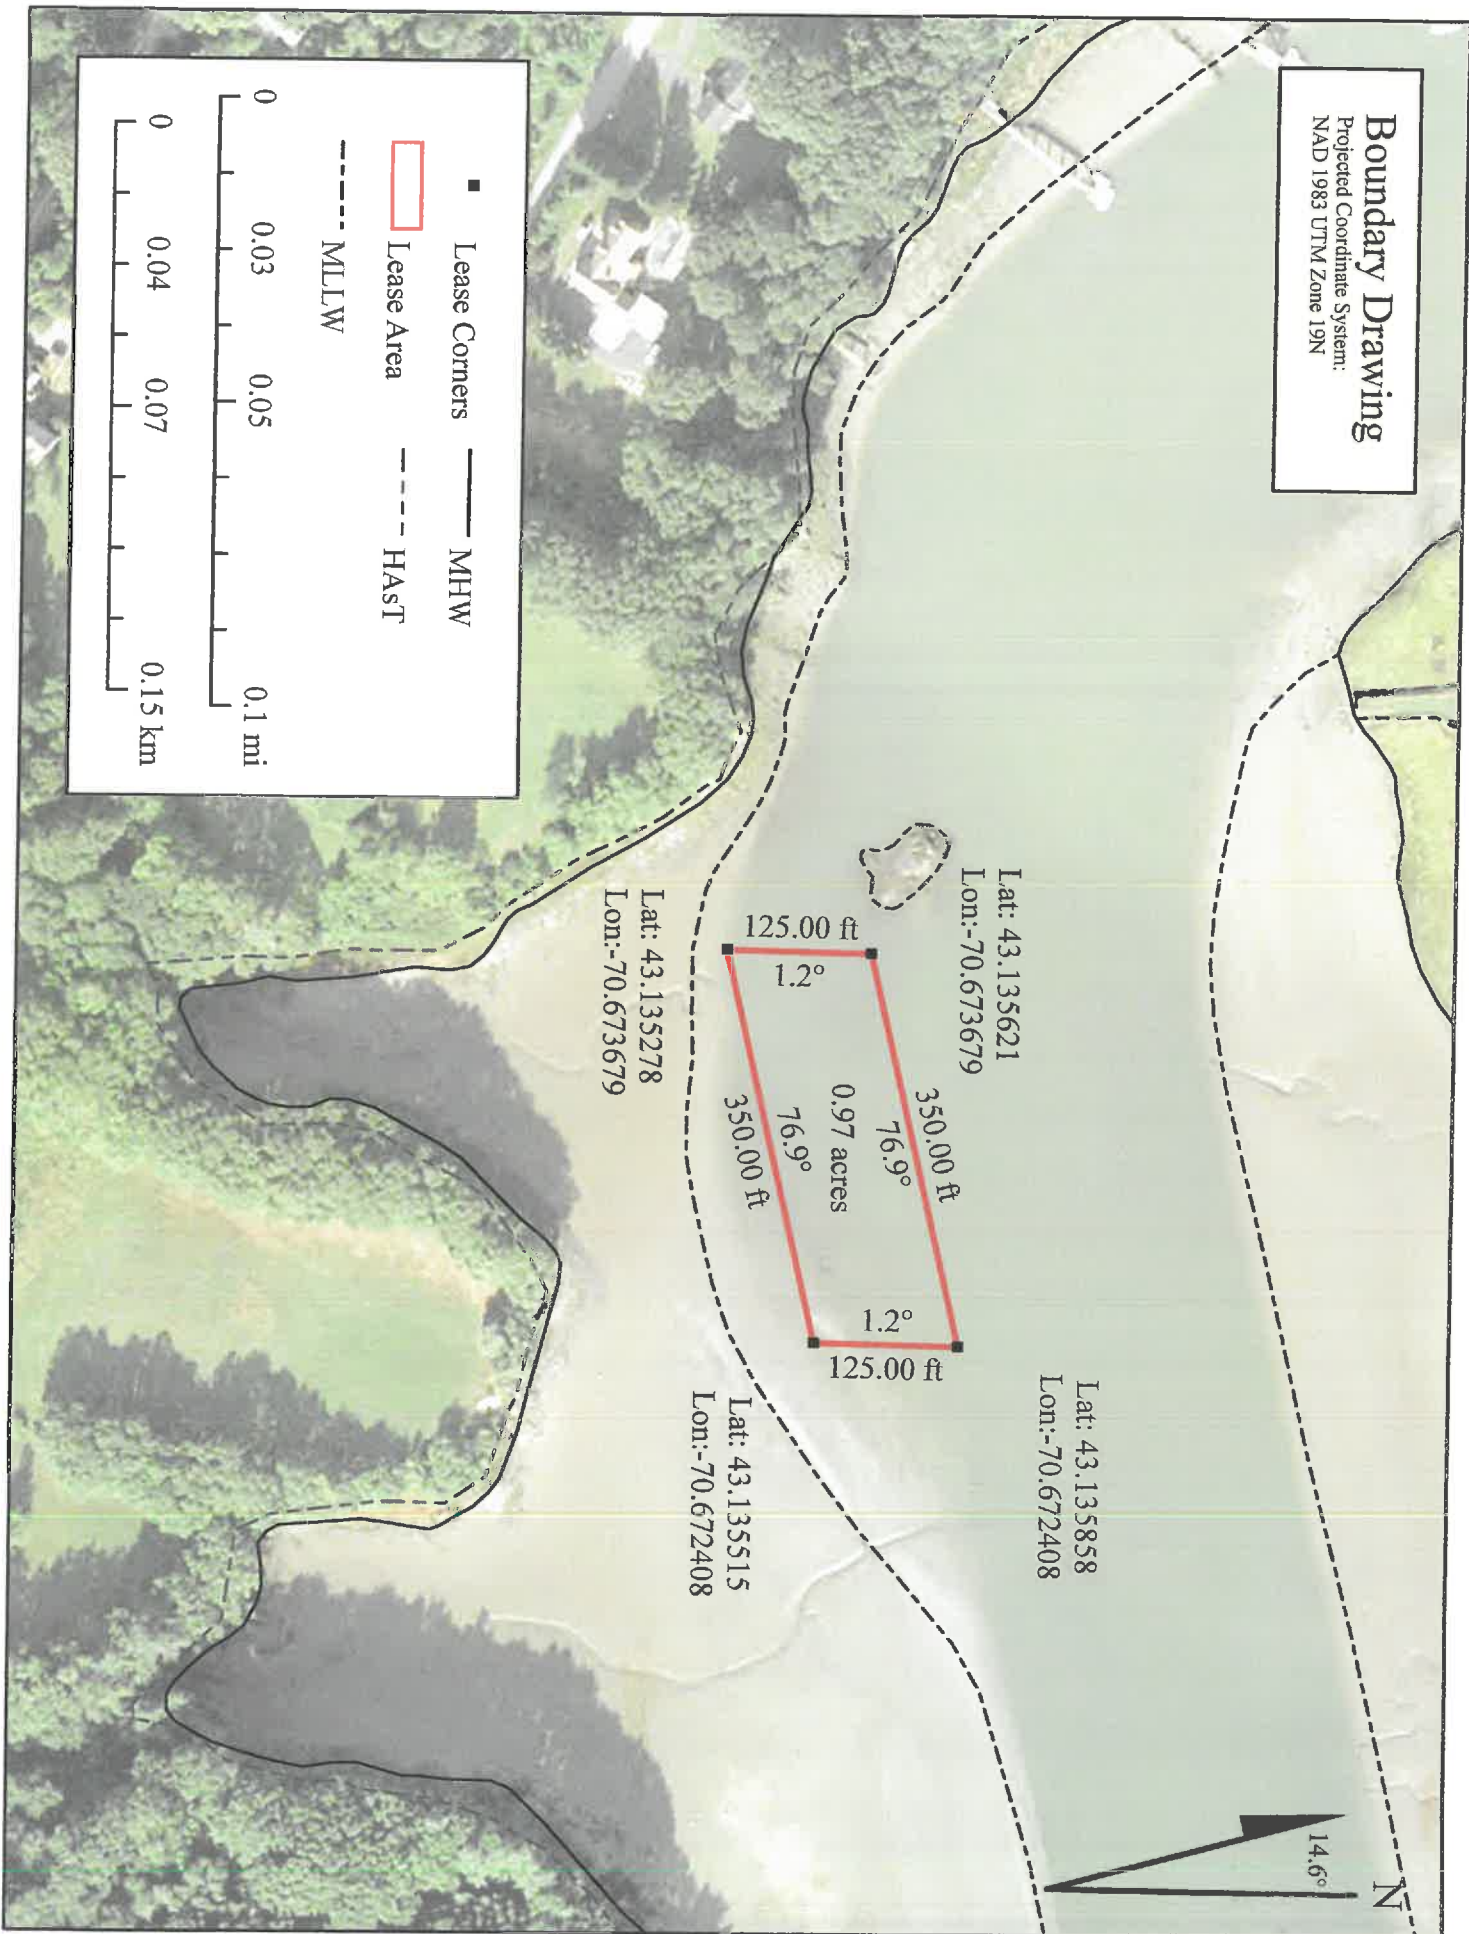 Boundary Drawing
Projected Coordinate System:
NAD 1983 UTM Zone 19N
N
14.6°
Lat: 43.135621
Lon:-70.673679
Lat: 43.135858
Lon:-70.672408
350.00 ft
76.9°
125.00 ft
1.2°
0.97 acres
1.2°
125.00 ft
76.9°
350.00 ft
Lat: 43.135278
Lon:-70.673679
Lat: 43.135515
Lon:-70.672408
Lease Corners
MHW
Lease Area
HAsT
MLLW
0 0.03 0.05 0.1 mi
0 0.04 0.07 0.15 km